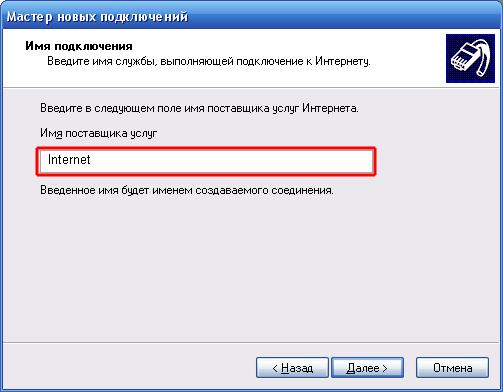 Мастер новых подключений
Имя подключения
Введите имя службы, выполняющей подключение к Интернету.
Введите в следующем поле имя поставщика услуг Интернета.
Имя поставщика услуг
Internet
Введенное имя будет именем создаваемого соединения.
< Назад
Далее >
Отмена